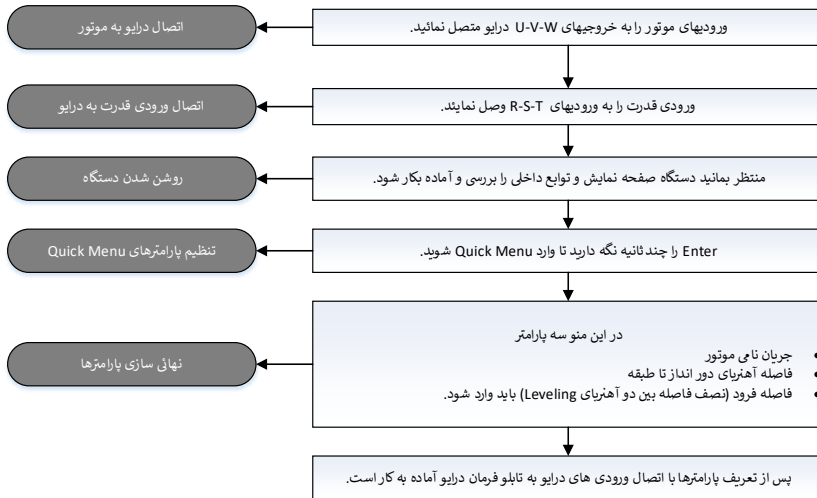 ورودیهای موتور را به خروجیهای U-V-W درایو متصل نمائید.
اتصال درایو به موتور
ورودی قدرت را به ورودیهای R-S-T وصل نمایئد.
اتصال ورودی قدرت به درایو
منتظر بمانید دستگاه صفحه نمایش و توابع داخلی را بررسی و آماده بکار شود.
روشن شدن دستگاه
Enter را چند ثانیه نگه دارید تا وارد Quick Menu شوید.
تنظیم پارامترهای Quick Menu
در این منو سه پارامتر
• جریان نامی موتور
• فاصله آهنربای دور انداز تا طبقه
• فاصله فرود (نصف فاصله بین دو آهنربای Leveling) باید وارد شود.
نهائی سازی پارامترها
پس از تعریف پارامترها با اتصال ورودی های درایو به تابلو فرمان درایو آماده به کار است.